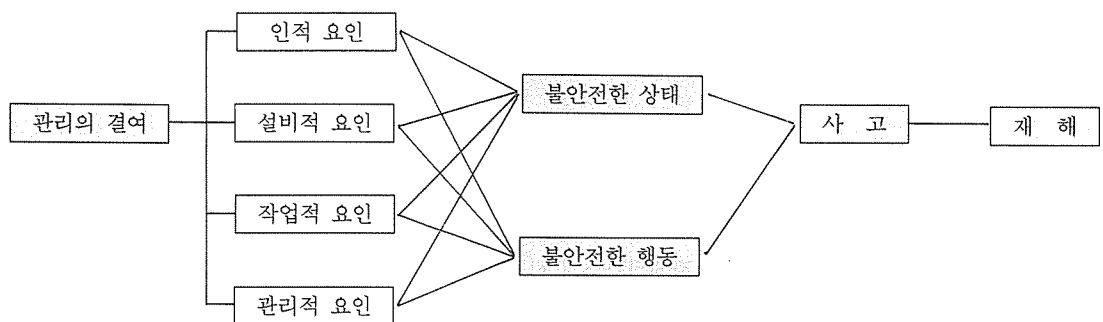 관리의 결여
인적 요인
설비적 요인
작업적 요인
관리적 요인
불안전한 상태
불안전한 행동
사 고
재 해